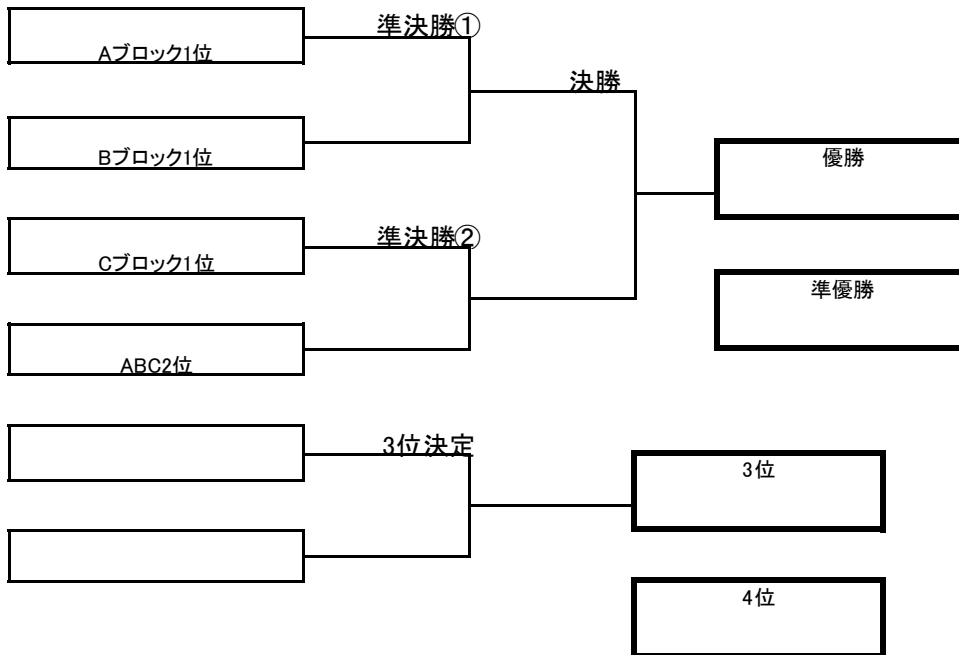 準決勝①
Aブロック1位
決勝
Bブロック1位
優勝
準決勝②
Cブロック1位
準優勝
ABC2位
3位決定
3位
4位